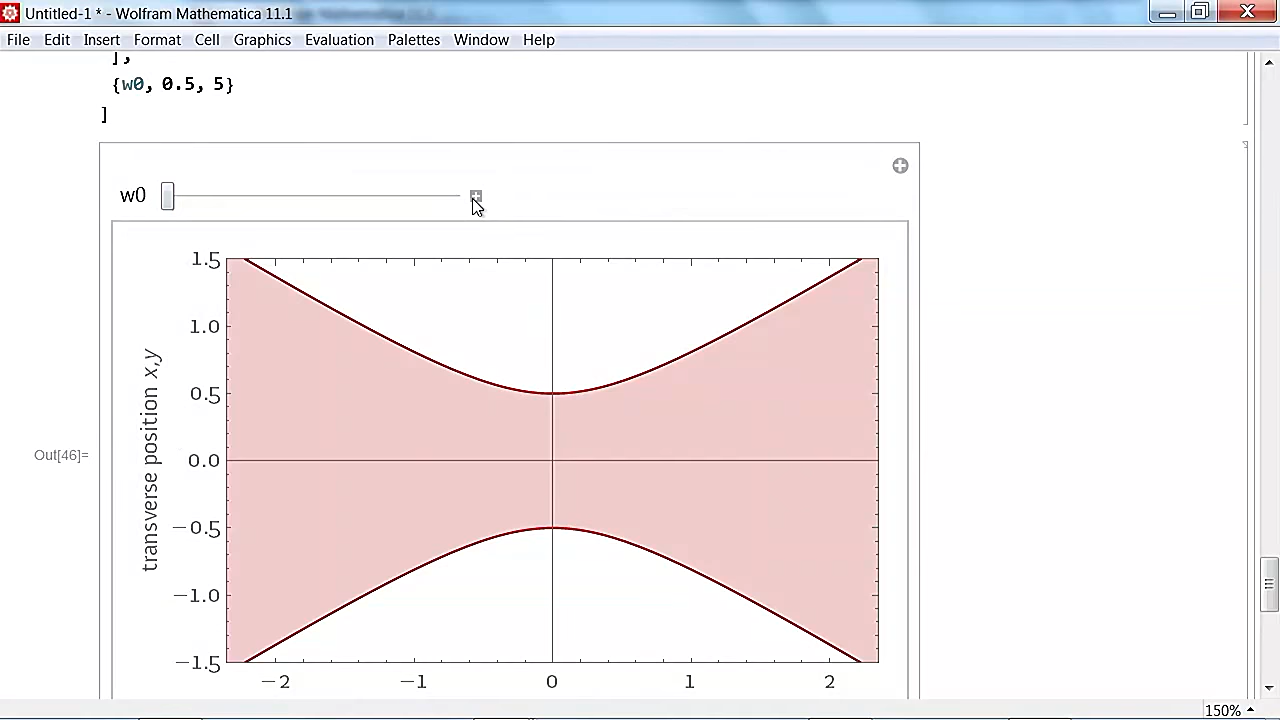 Untitled-1 * - Wolfram Mathematica 11.1
File Edit Insert Format Cell Graphics Evaluation Palettes Window Help
],
{w0, 0.5, 5}
]
w0
1.5
1.0
0.5
0.0
−0.5
−1.0
−1.5
transverse position x,y
Out[46]=
−2 −1 0 1 2
150%